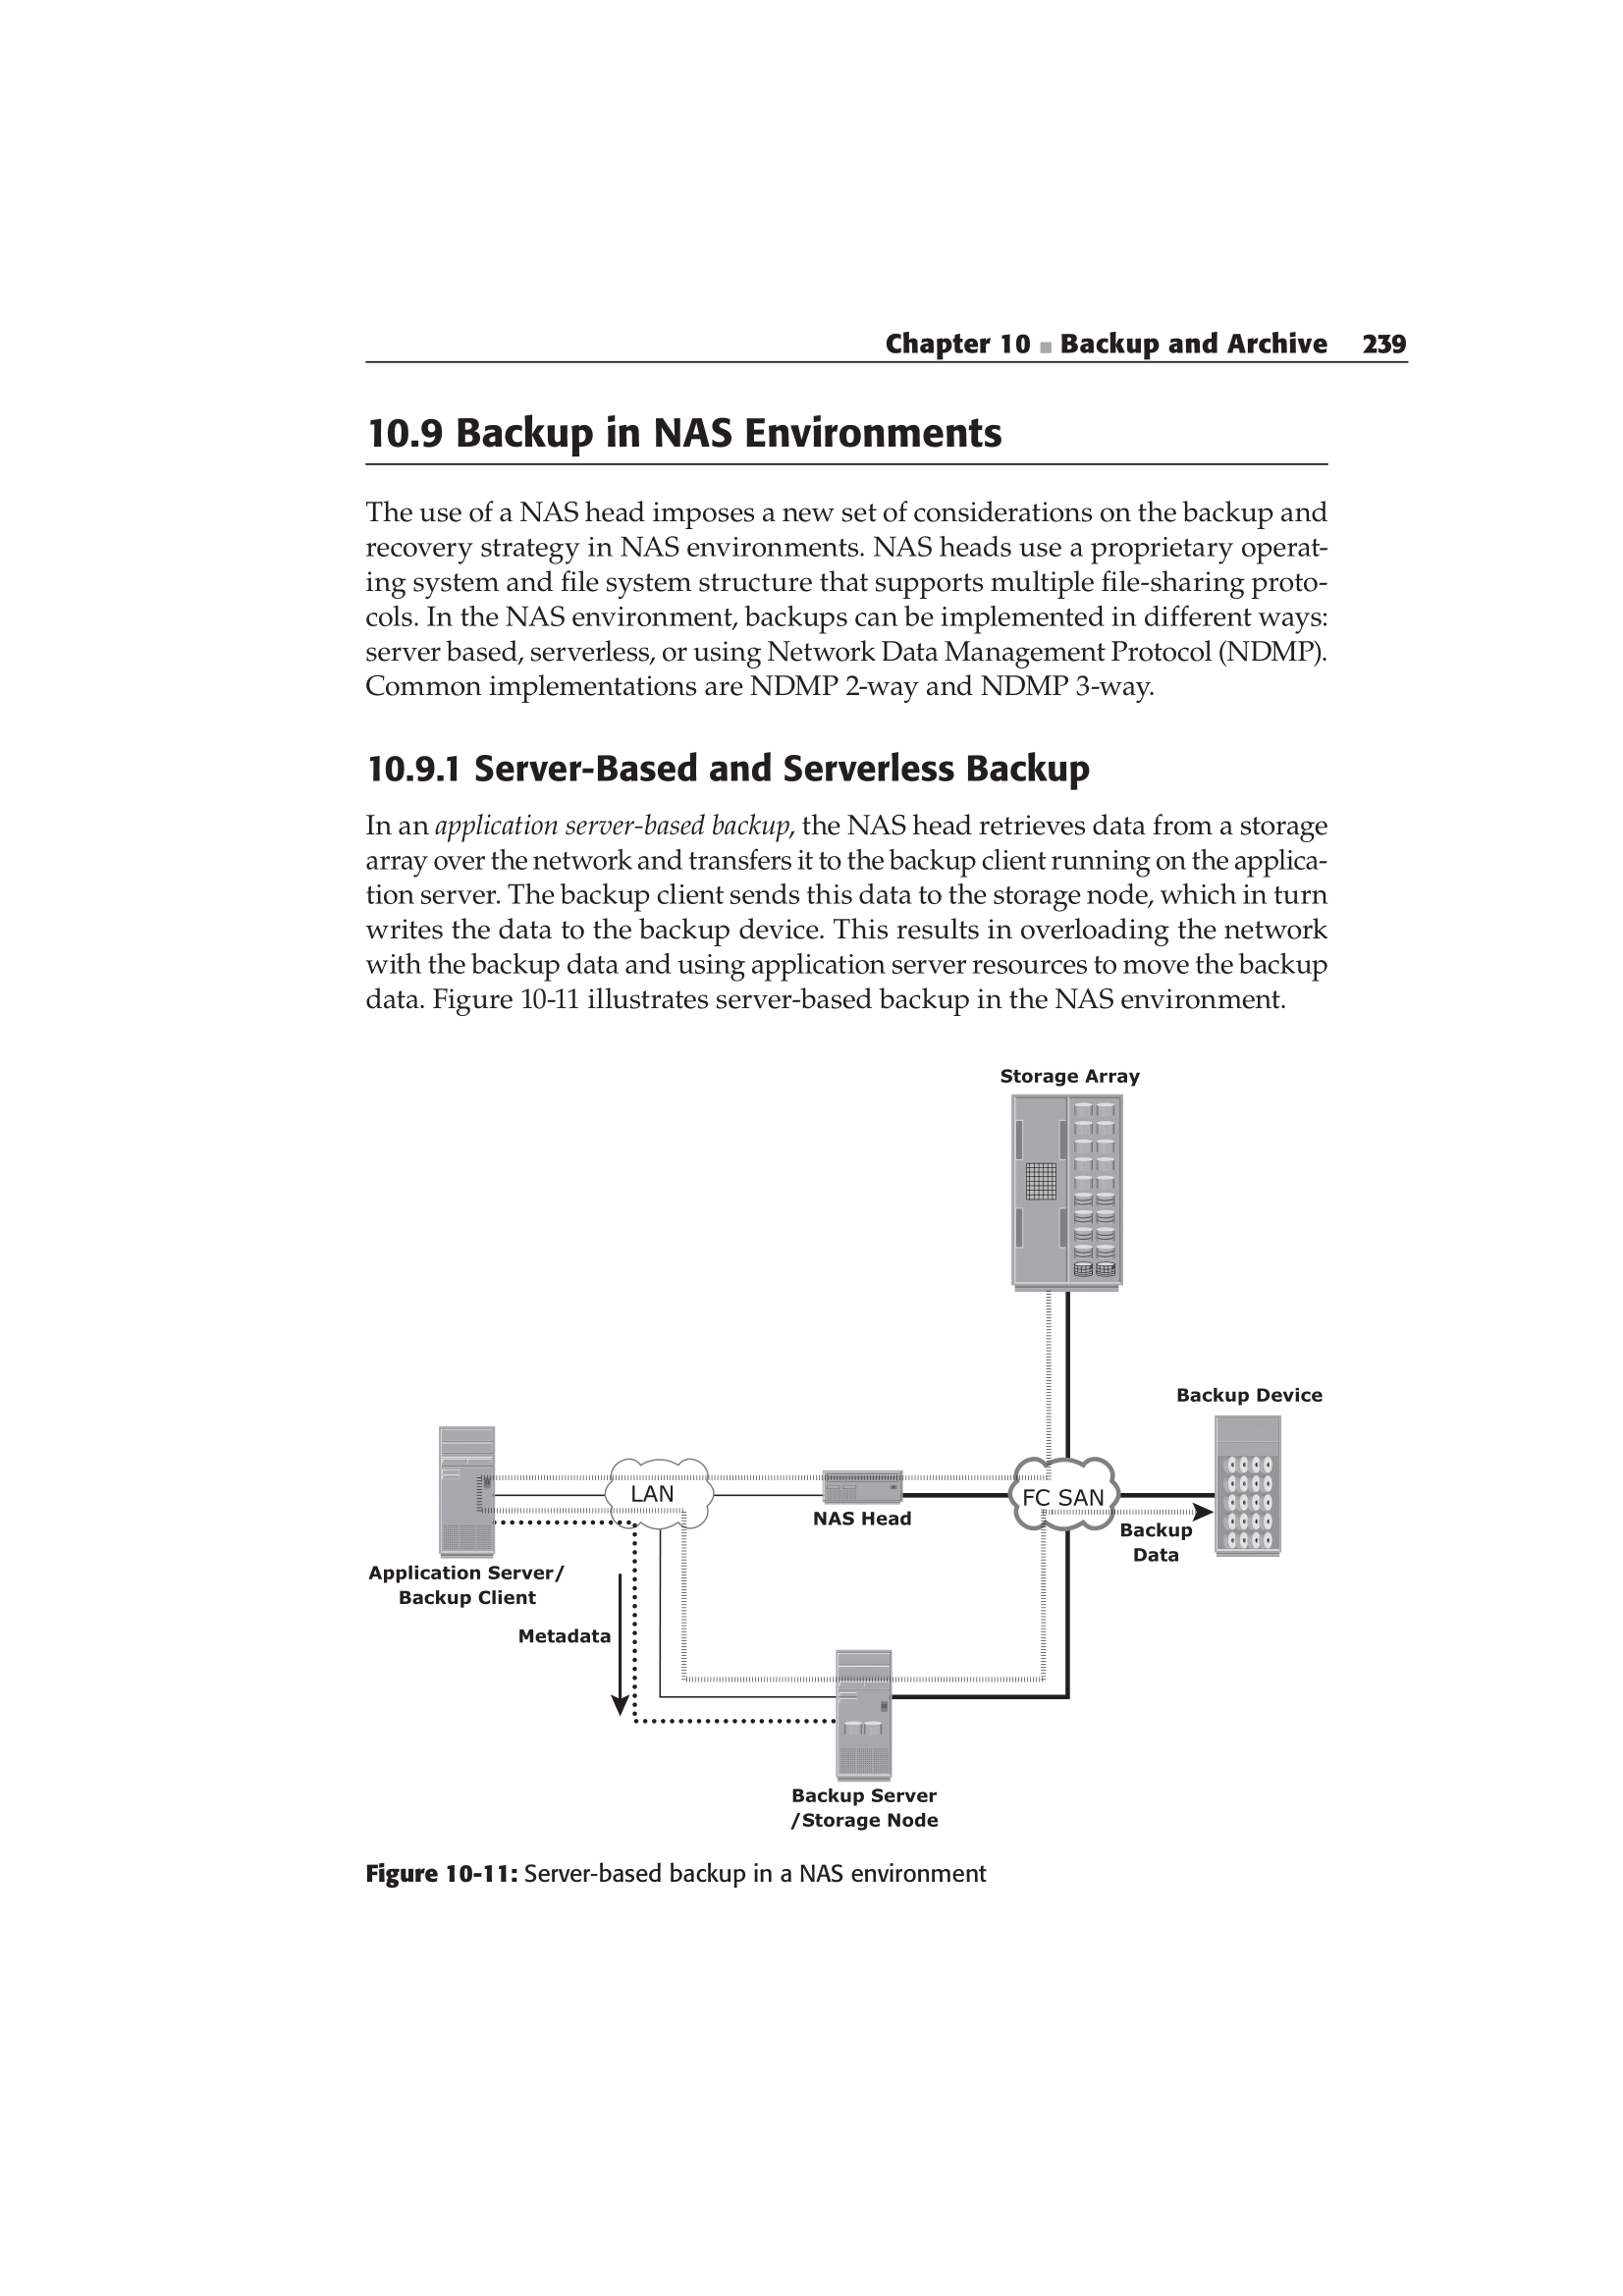 Chapter 10 ■ Backup and Archive 239
10.9 Backup in NAS Environments
The use of a NAS head imposes a new set of considerations on the backup and
recovery strategy in NAS environments. NAS heads use a proprietary operat-
ing system and file system structure that supports multiple file-sharing proto-
cols. In the NAS environment, backups can be implemented in different ways:
server based, serverless, or using Network Data Management Protocol (NDMP).
Common implementations are NDMP 2-way and NDMP 3-way.
10.9.1 Server-Based and Serverless Backup
In an application server-based backup, the NAS head retrieves data from a storage
array over the network and transfers it to the backup client running on the applica-
tion server. The backup client sends this data to the storage node, which in turn
writes the data to the backup device. This results in overloading the network
with the backup data and using application server resources to move the backup
data. Figure 10-11 illustrates server-based backup in the NAS environment.
Storage Array
Backup Device
LAN
NAS Head
FC SAN
Backup
Data
Application Server/
Backup Client
Metadata
Backup Server
/Storage Node
Figure 10-11: Server-based backup in a NAS environment